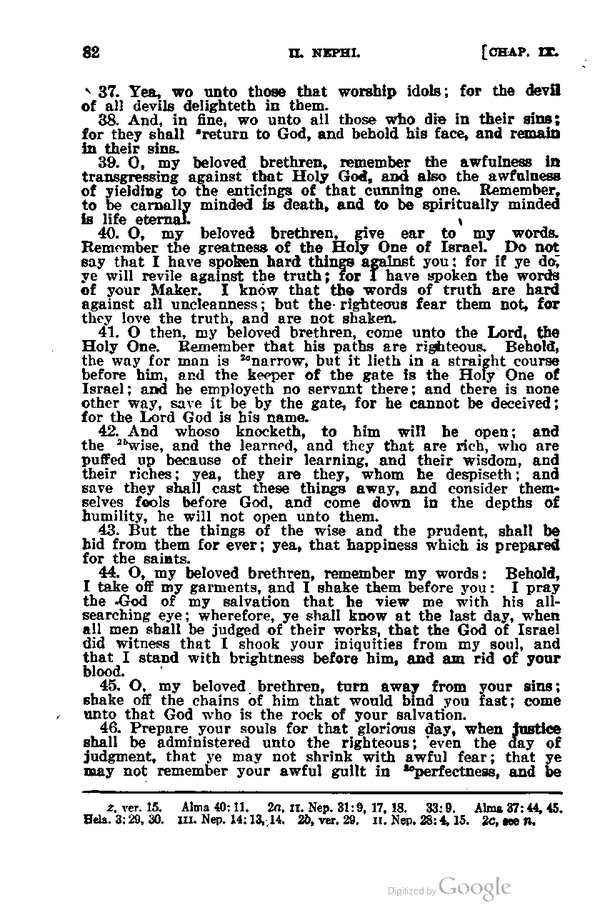 82 II. NEPHI. [CHAP. IX.
37. Yea, wo unto those that worship idols; for the devil
of all devils delighteth in them.
38. And, in fine, wo unto all those who die in their sins;
for they shall ᶻreturn to God, and behold his face, and remain
in their sins.
39. O, my beloved brethren, remember the awfulness in
transgressing against that Holy God, and also the awfulness
of yielding to the enticings of that cunning one. Remember,
to be carnally minded is death, and to be spiritually minded
is life eternal.
40. O, my beloved brethren, give ear to my words.
Remember the greatness of the Holy One of Israel. Do not
say that I have spoken hard things against you; for if ye do,
ye will revile against the truth; for I have spoken the words
of your Maker. I know that the words of truth are hard
against all uncleanness; but the righteous fear them not, for
they love the truth, and are not shaken.
41. O then, my beloved brethren, come unto the Lord, the
Holy One. Remember that his paths are righteous. Behold,
the way for man is ²ᵃnarrow, but it lieth in a straight course
before him, and the keeper of the gate is the Holy One of
Israel; and he employeth no servant there; and there is none
other way, save it be by the gate, for he cannot be deceived;
for the Lord God is his name.
42. And whoso knocketh, to him will he open; and
the ²ᵇwise, and the learned, and they that are rich, who are
puffed up because of their learning, and their wisdom, and
their riches; yea, they are they, whom he despiseth; and
save they shall cast these things away, and consider them-
selves fools before God, and come down in the depths of
humility, he will not open unto them.
43. But the things of the wise and the prudent, shall be
hid from them for ever; yea, that happiness which is prepared
for the saints.
44. O, my beloved brethren, remember my words: Behold,
I take off my garments, and I shake them before you: I pray
the God of my salvation that he view me with his all-
searching eye; wherefore, ye shall know at the last day, when
all men shall be judged of their works, that the God of Israel
did witness that I shook your iniquities from my soul, and
that I stand with brightness before him, and am rid of your
blood.
45. O, my beloved brethren, turn away from your sins;
shake off the chains of him that would bind you fast; come
unto that God who is the rock of your salvation.
46. Prepare your souls for that glorious day, when justice
shall be administered unto the righteous; even the day of
judgment, that ye may not shrink with awful fear; that ye
may not remember your awful guilt in ²ᶜperfectness, and be
z, ver. 15. Alma 40: 11. 2a, II. Nep. 31: 9, 17, 18. 33: 9. Alma 37: 44, 45.
Hela. 3: 29, 30. III. Nep. 14: 13, 14. 2b, ver. 29. II. Nep. 28: 4, 15. 2c, see n.
Digitized by Google